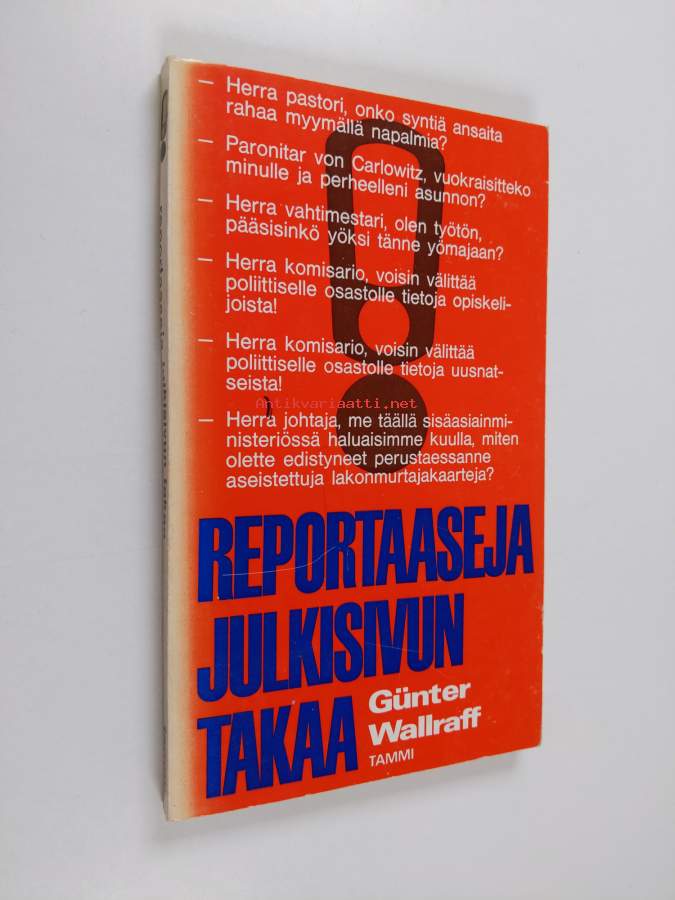 – Herra pastori, onko syntiä ansaita
rahaa myymällä napalmia?
– Paronitar von Carlowitz, vuokraisitteko
minulle ja perheelleni asunnon?
– Herra vahtimestari, olen työtön,
pääsisinkö yöksi tänne yömajaan?
– Herra komisario, voisin välittää
poliittiselle osastolle tietoja opiskeli-
joista!
– Herra komisario, voisin välittää
poliittiselle osastolle tietoja uusnat-
seista!
Antikvariaatti.net
– Herra johtaja, me täällä sisäasiainmi-
nisteriössä haluaisimme kuulla, miten
olette edistyneet perustaessanne
aseistettuja lakonmurtajakaarteja?
REPORTAASEJA
JULKISIVUN
TAKAA
Günter
Wallraff
TAMMI